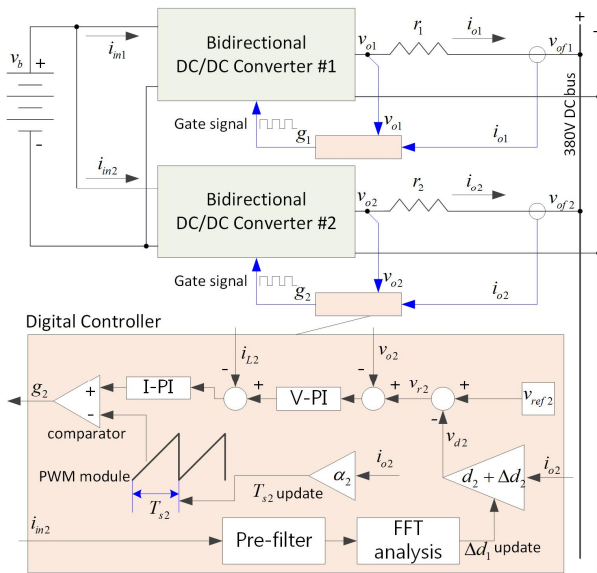 v_b
+
-
i_in1
Bidirectional
DC/DC Converter #1
v_o1
r_1
i_o1
v_of1
+
380V DC bus
Gate signal
g_1
v_o1
i_o1
i_in2
Bidirectional
DC/DC Converter #2
v_o2
r_2
i_o2
v_of2
Gate signal
g_2
v_o2
i_o2
-
Digital Controller
g_2
+
-
comparator
I-PI
i_L2
-
+
V-PI
v_o2
-
+
v_r2
+
-
v_ref2
v_d2
PWM module
T_s2
T_s2 update
α_2
i_o2
d_2 + Δd_2
i_o2
i_in2
Pre-filter
FFT
analysis
Δd_1 update